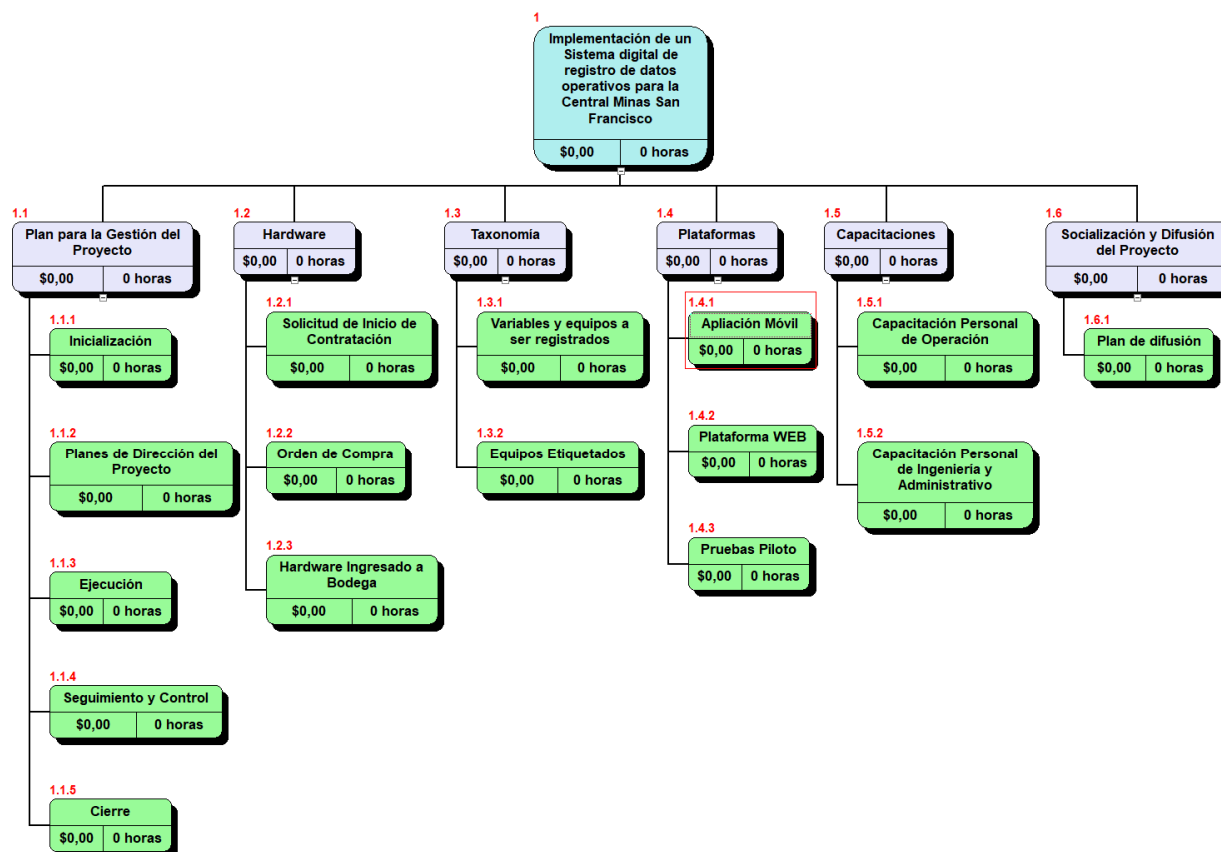 1
Implementación de un
Sistema digital de
registro de datos
operativos para la
Central Minas San
Francisco
$0,00 0 horas
1.1
Plan para la Gestión del
Proyecto
$0,00 0 horas
1.1.1
Inicialización
$0,00 0 horas
1.1.2
Planes de Dirección del
Proyecto
$0,00 0 horas
1.1.3
Ejecución
$0,00 0 horas
1.1.4
Seguimiento y Control
$0,00 0 horas
1.1.5
Cierre
$0,00 0 horas
1.2
Hardware
$0,00 0 horas
1.2.1
Solicitud de Inicio de
Contratación
$0,00 0 horas
1.2.2
Orden de Compra
$0,00 0 horas
1.2.3
Hardware Ingresado a
Bodega
$0,00 0 horas
1.3
Taxonomía
$0,00 0 horas
1.3.1
Variables y equipos a
ser registrados
$0,00 0 horas
1.3.2
Equipos Etiquetados
$0,00 0 horas
1.4
Plataformas
$0,00 0 horas
1.4.1
Apliación Móvil
$0,00 0 horas
1.4.2
Plataforma WEB
$0,00 0 horas
1.4.3
Pruebas Piloto
$0,00 0 horas
1.5
Capacitaciones
$0,00 0 horas
1.5.1
Capacitación Personal
de Operación
$0,00 0 horas
1.5.2
Capacitación Personal
de Ingeniería y
Administrativo
$0,00 0 horas
1.6
Socialización y Difusión
del Proyecto
$0,00 0 horas
1.6.1
Plan de difusión
$0,00 0 horas